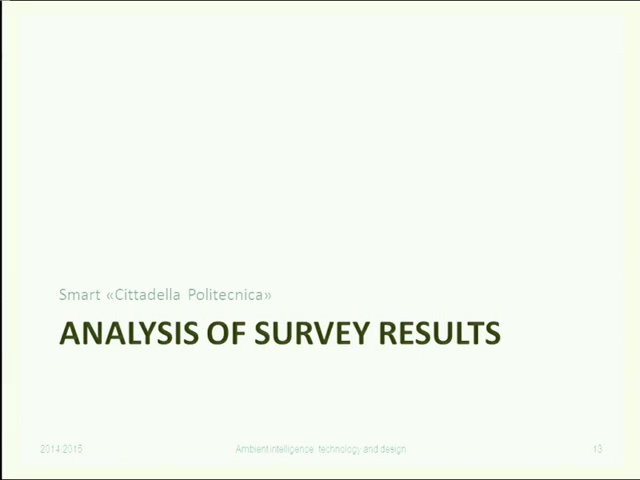 Smart «Cittadella Politecnica»
ANALYSIS OF SURVEY RESULTS
2014.2015
Ambient intelligence: technology and design
13